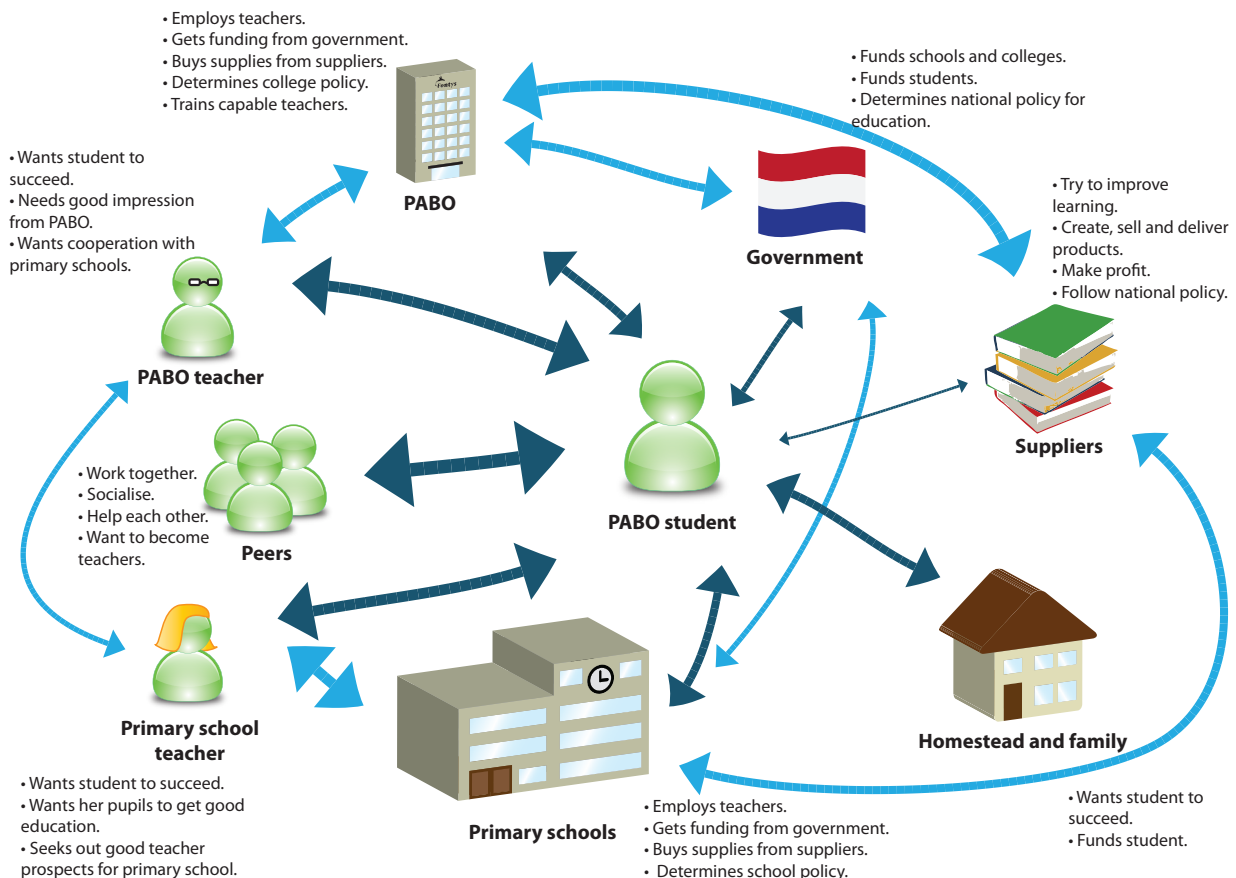 • Employs teachers.
• Gets funding from government.
• Buys supplies from suppliers.
• Determines college policy.
• Trains capable teachers.
• Funds schools and colleges.
• Funds students.
• Determines national policy for
education.
• Wants student to
succeed.
• Needs good impression
from PABO.
• Wants cooperation with
primary schools.
PABO
Government
• Try to improve
learning.
• Create, sell and deliver
products.
• Make profit.
• Follow national policy.
PABO teacher
Suppliers
• Work together.
• Socialise.
• Help each other.
• Want to become
teachers.
Peers
PABO student
Primary school
teacher
Homestead and family
• Wants student to succeed.
• Wants her pupils to get good
education.
• Seeks out good teacher
prospects for primary school.
Primary schools
• Employs teachers.
• Gets funding from government.
• Buys supplies from suppliers.
• Determines school policy.
• Wants student to
succeed.
• Funds student.